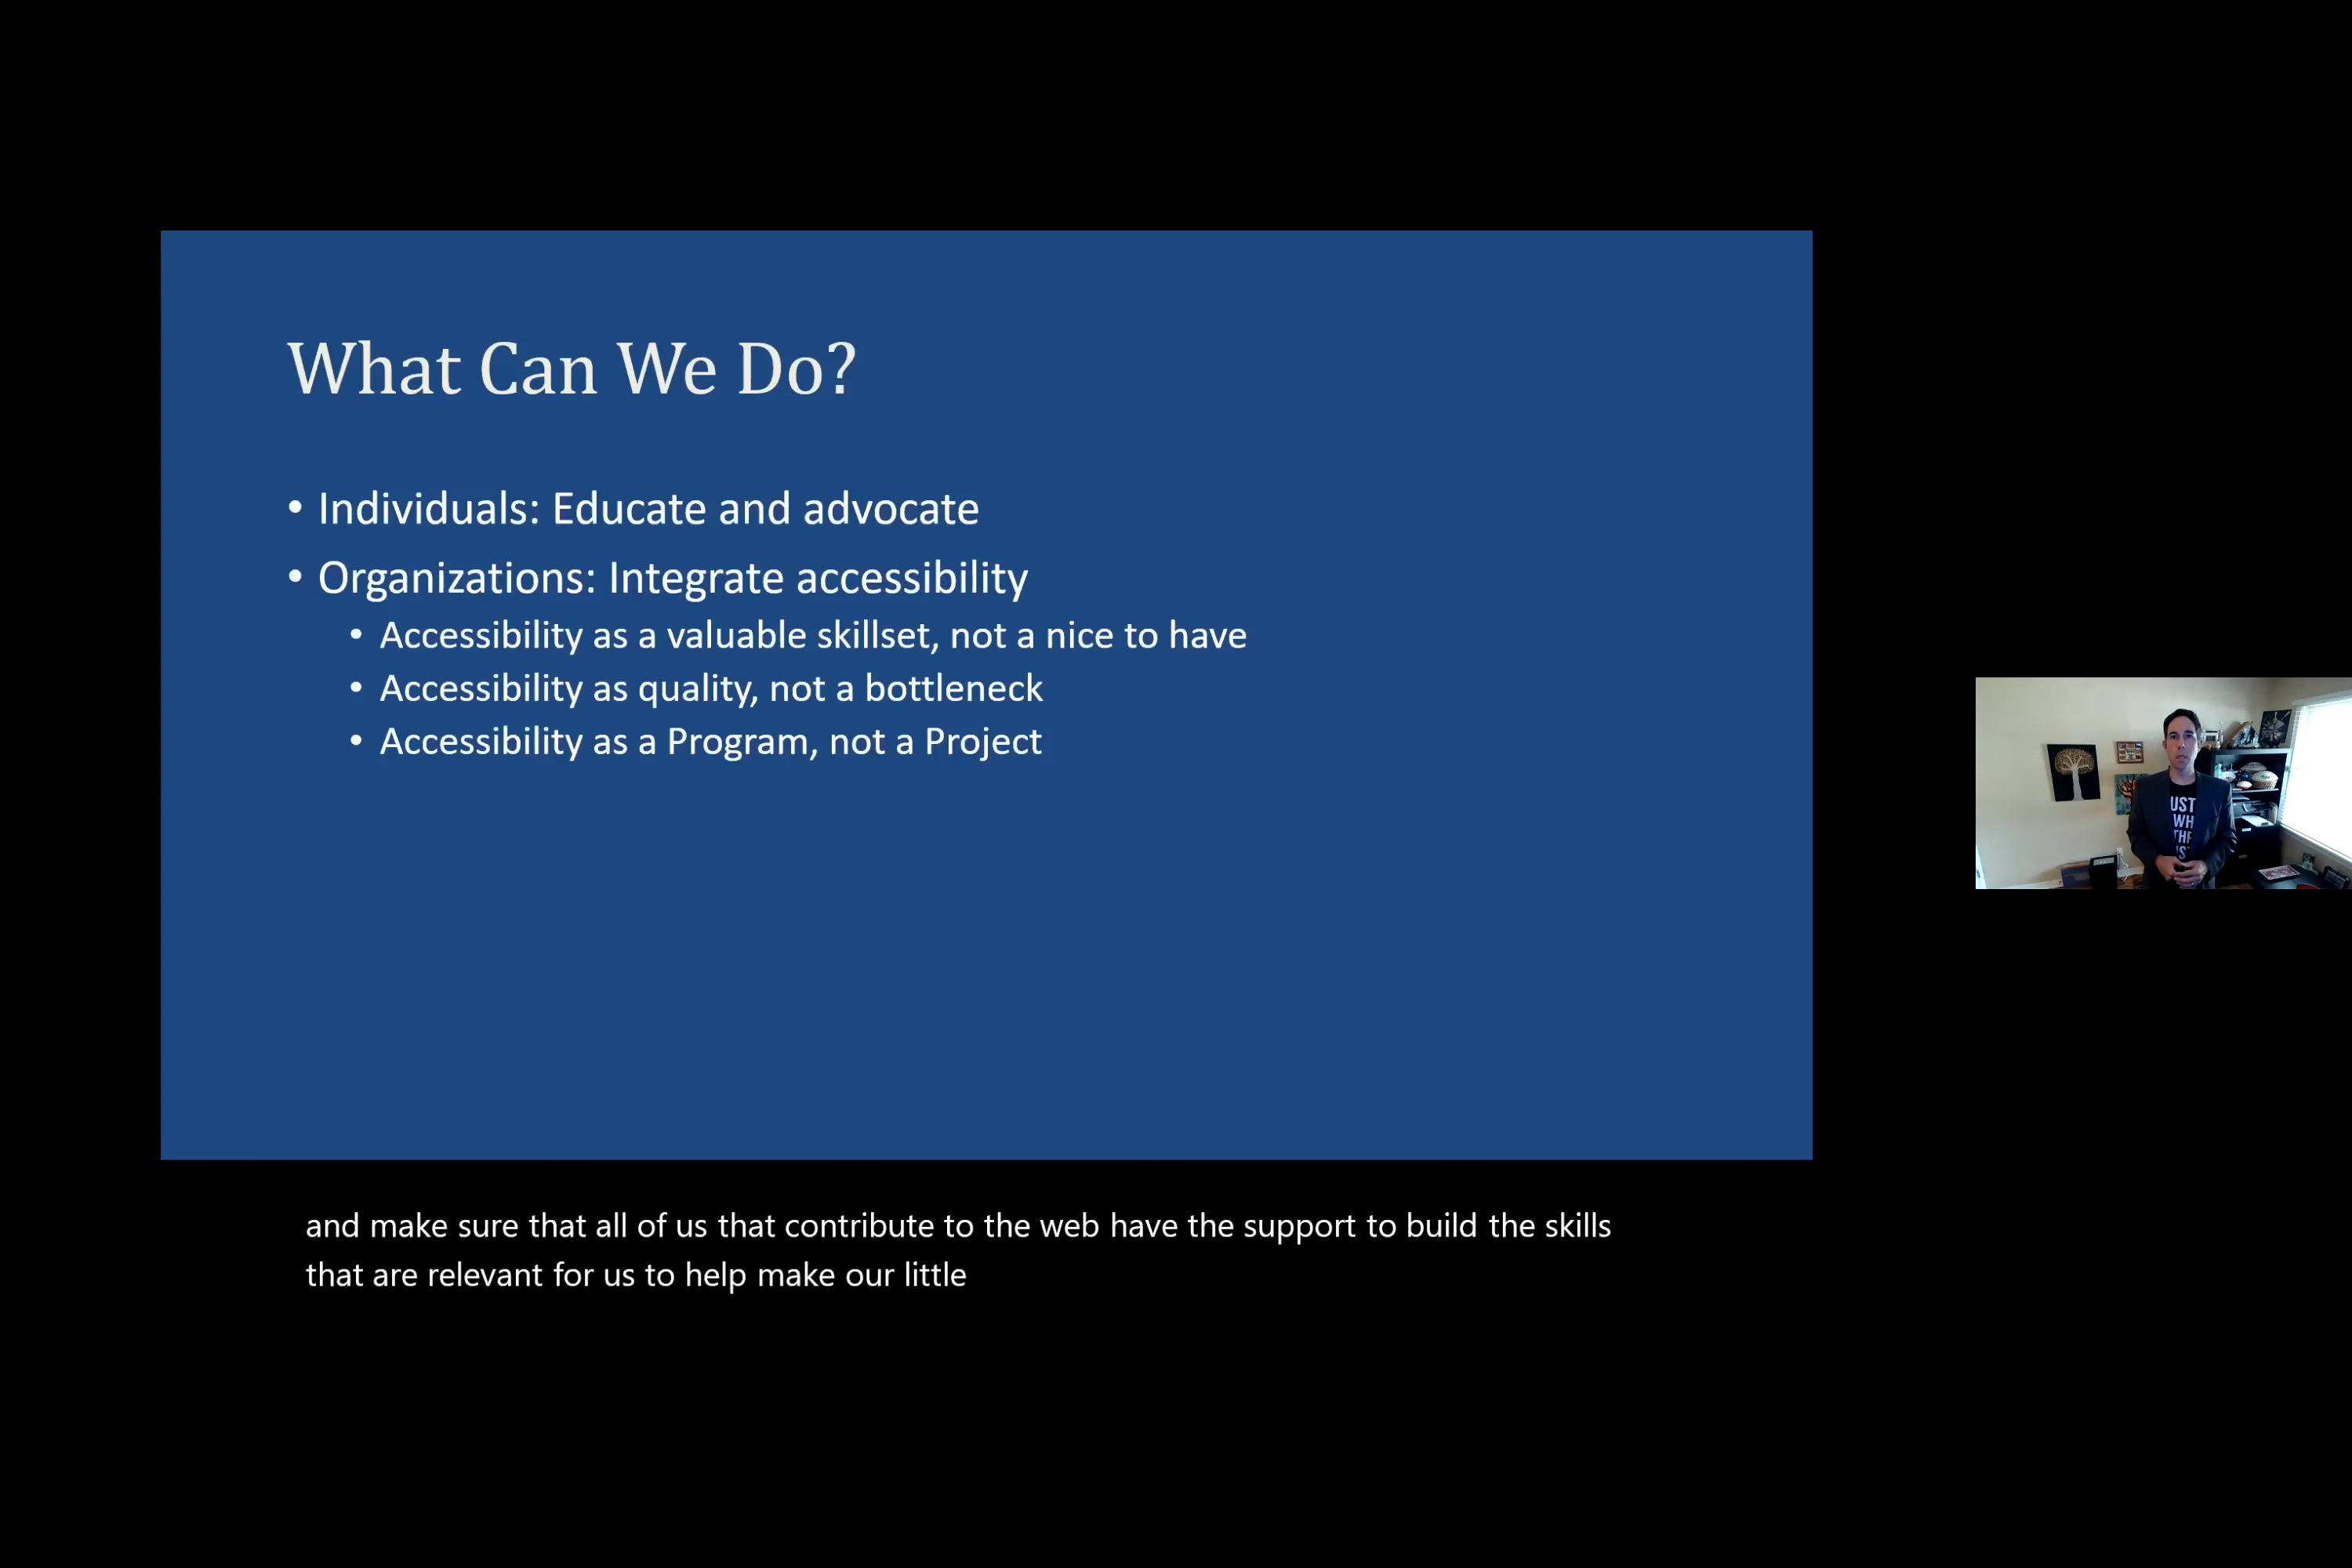 What Can We Do?
• Individuals: Educate and advocate
• Organizations: Integrate accessibility
• Accessibility as a valuable skillset, not a nice to have
• Accessibility as quality, not a bottleneck
• Accessibility as a Program, not a Project
UST
WH
THE
and make sure that all of us that contribute to the web have the support to build the skills
that are relevant for us to help make our little